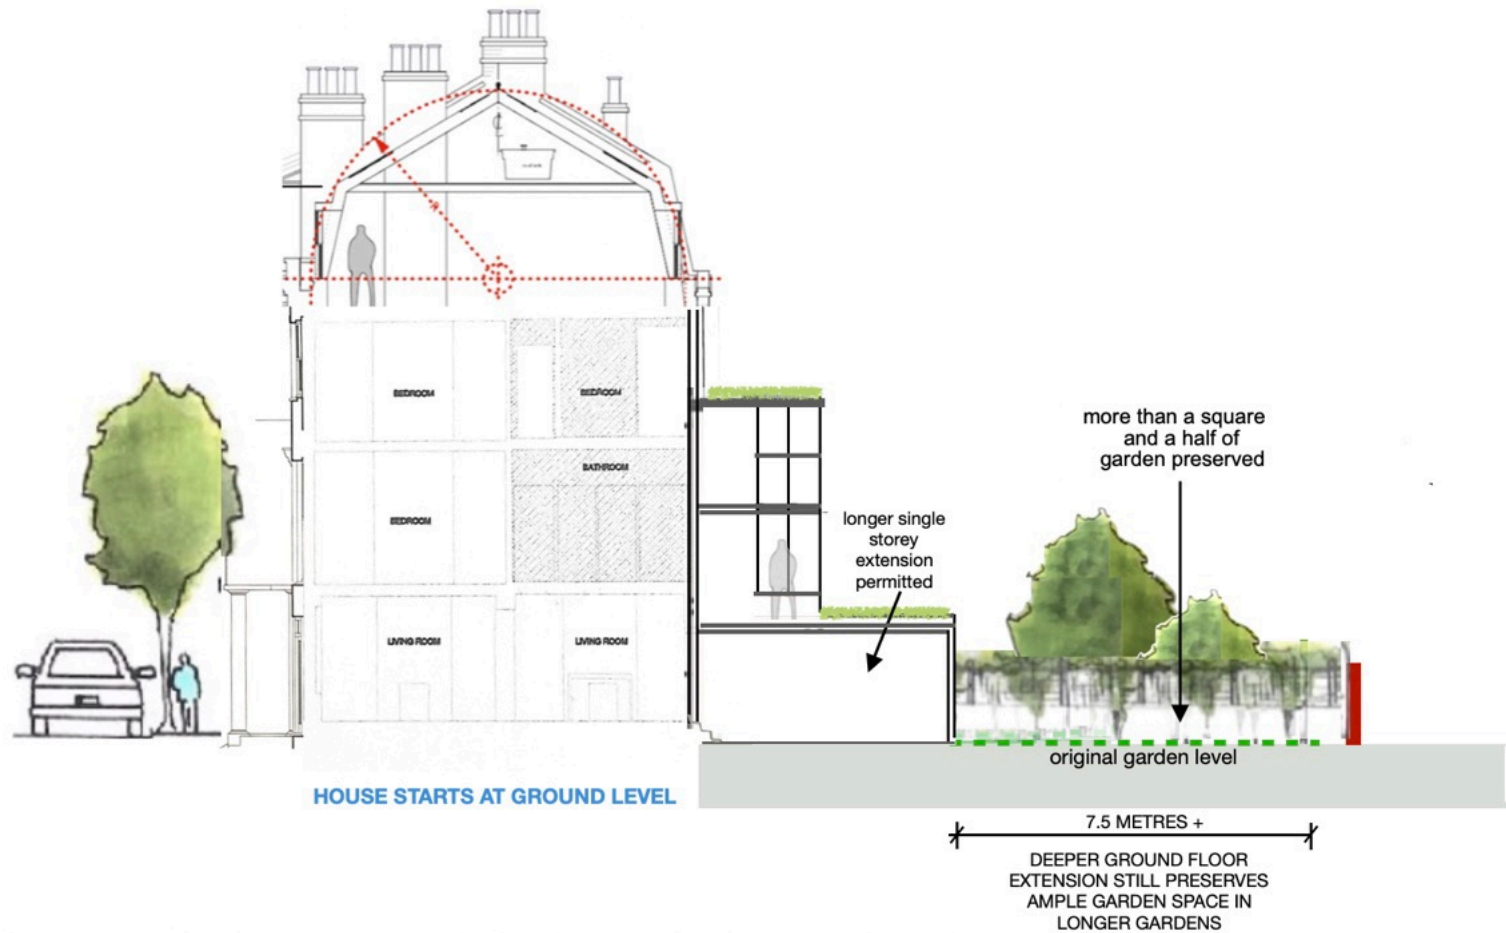 BEDROOM
BEDROOM
BATHROOM
BEDROOM
LIVING ROOM
LIVING ROOM
more than a square
and a half of
garden preserved
longer single
storey
extension
permitted
original garden level
HOUSE STARTS AT GROUND LEVEL
7.5 METRES +
DEEPER GROUND FLOOR
EXTENSION STILL PRESERVES
AMPLE GARDEN SPACE IN
LONGER GARDENS